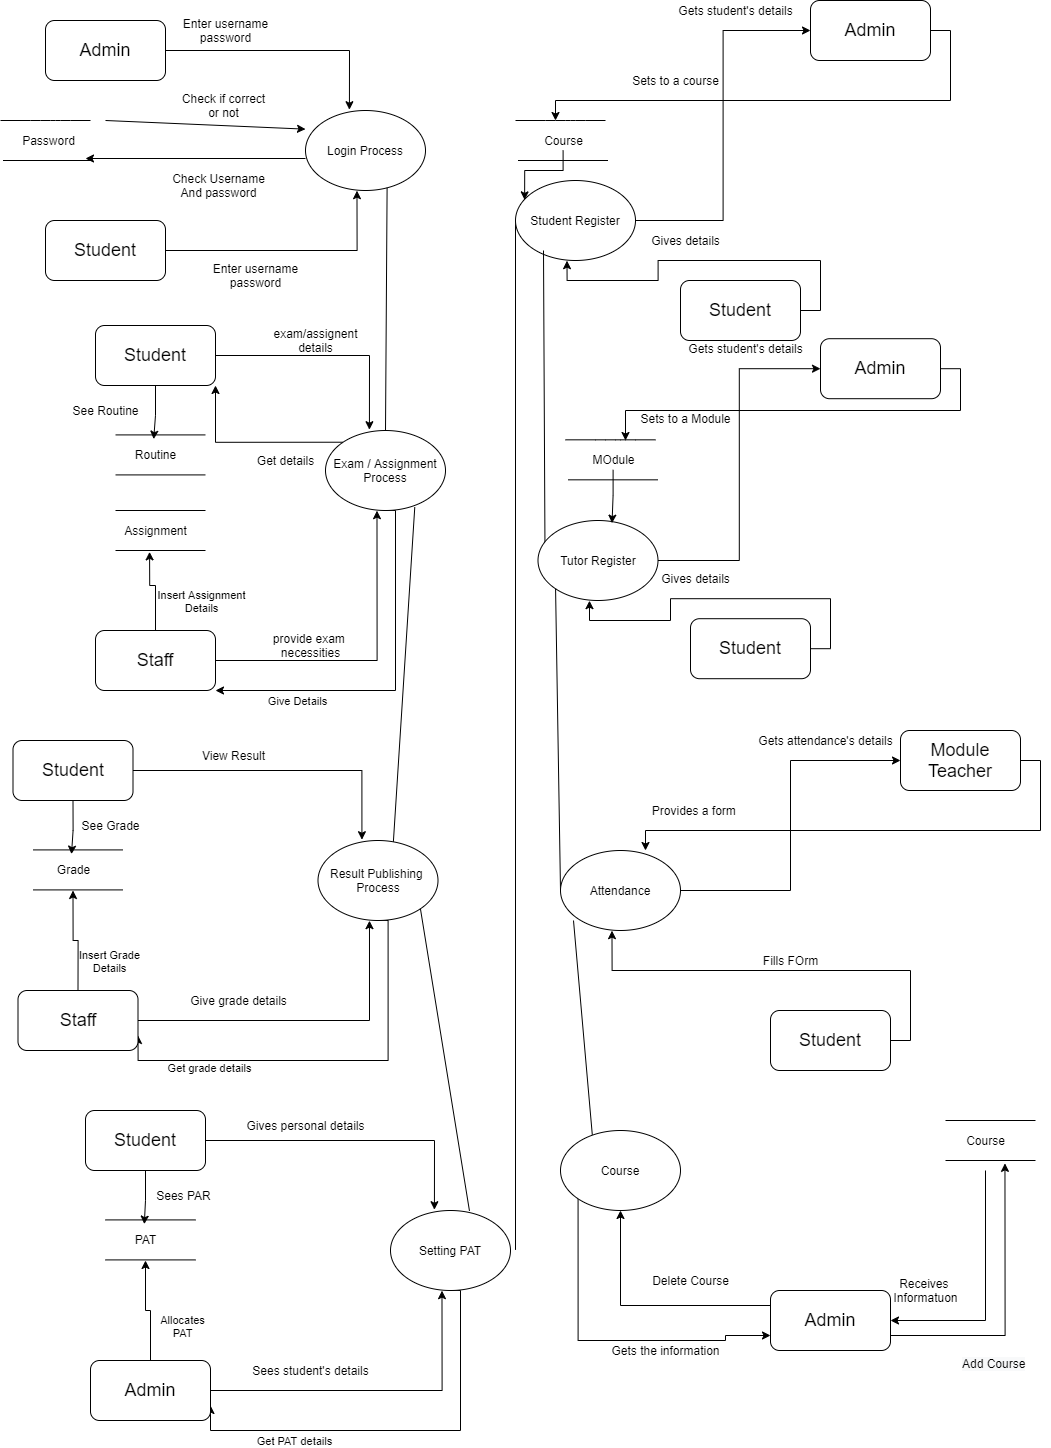 Enter username
password
Admin
Check if correct
or not
Password
Login Process
Check Username
And password
Student
Enter username
password
exam/assignent
details
Student
See Routine
Routine
Get details
Exam / Assignment
Process
Assignment
Insert Assignment
Details
Staff
provide exam
necessities
Give Details
View Result
Student
See Grade
Grade
Result Publishing
Process
Insert Grade
Details
Staff
Give grade details
Get grade details
Student
Gives personal details
Sees PAR
PAT
Setting PAT
Allocates
PAT
Admin
Sees student's details
Get PAT details
Gets student's details
Admin
Sets to a course
Course
Student Register
Gives details
Student
Gets student's details
Admin
Sets to a Module
MOdule
Tutor Register
Gives details
Student
Gets attendance's details
Module
Teacher
Provides a form
Attendance
Fills FOrm
Student
Course
Course
Delete Course
Receives
Informatuon
Admin
Gets the information
Add Course